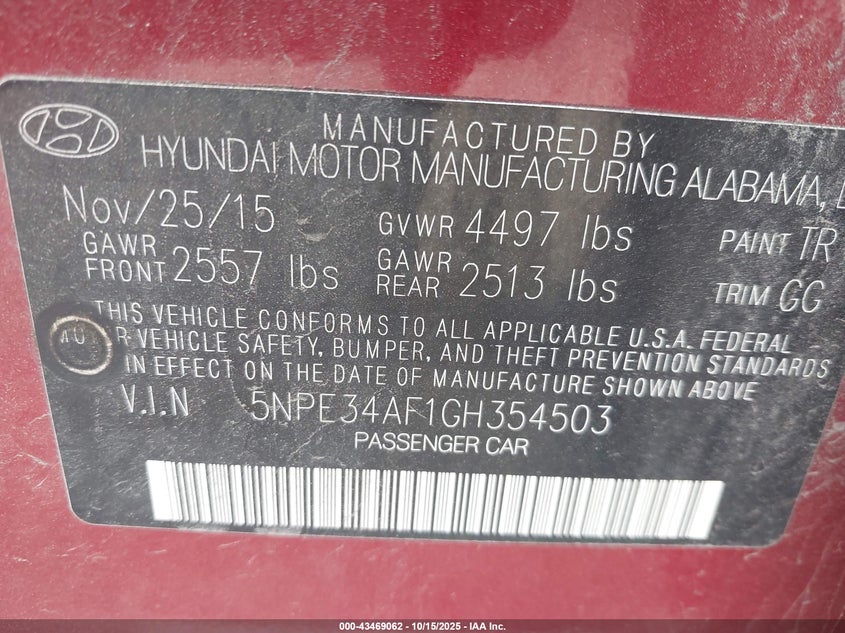 MANUFACTURED BY
HYUNDAI MOTOR MANUFACTURING ALABAMA,
Nov/25/15 GVWR 4497 lbs PAINT TR
GAWR FRONT 2557 lbs GAWR REAR 2513 lbs TRIM GG
THIS VEHICLE CONFORMS TO ALL APPLICABLE U.S.A. FEDERAL
R-VEHICLE SAFETY, BUMPER, AND THEFT PREVENTION STANDARDS
IN EFFECT ON THE DATE OF MANUFACTURE SHOWN ABOVE
V.I.N 5NPE34AF1GH354503
PASSENGER CAR
000-43469062 - 10/15/2025 - IAA Inc.